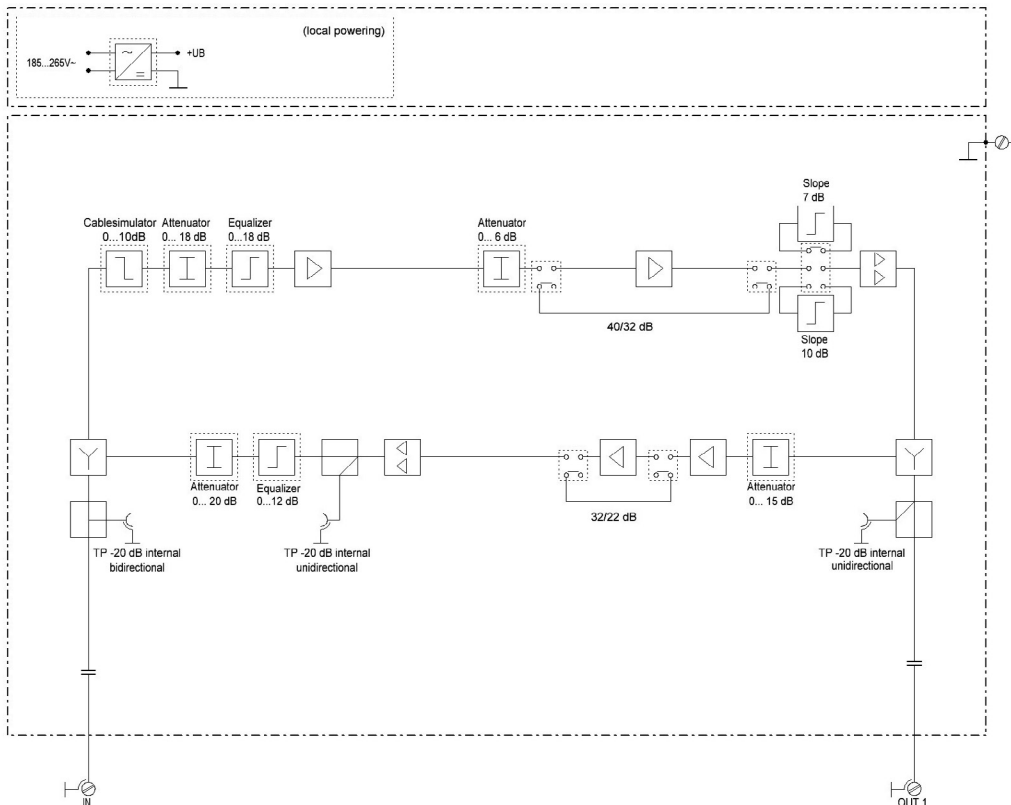 (local powering)
185...265V~
+UB
Slope
7 dB
Cablesimulator
0...10dB
Attenuator
0... 18 dB
Equalizer
0...18 dB
Attenuator
0... 6 dB
40/32 dB
Slope
10 dB
Attenuator
0... 20 dB
Equalizer
0...12 dB
32/22 dB
Attenuator
0... 15 dB
TP -20 dB internal
bidirectional
TP -20 dB internal
unidirectional
TP -20 dB internal
unidirectional
IN
OUT 1